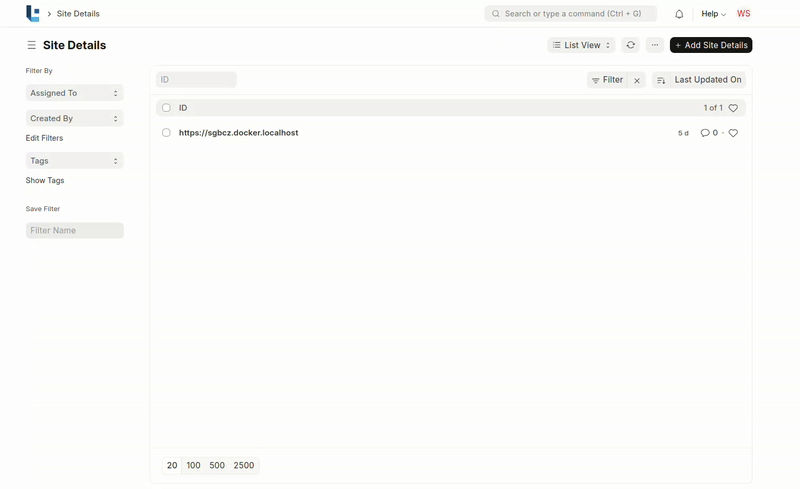 Site Details
Search or type a command (Ctrl + G)
Help
WS
Site Details
List View
+ Add Site Details
Filter By
Assigned To
Created By
Edit Filters
Tags
Show Tags
Save Filter
Filter Name
ID
Filter
Last Updated On
ID
1 of 1
https://sgbcz.docker.localhost
5 d
0 ·
20 100 500 2500